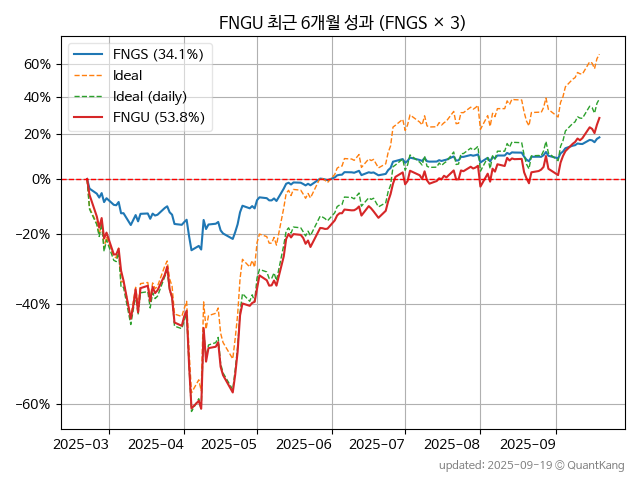 FNGU 최근 6개월 성과 (FNGS × 3)
FNGS (34.1%)
Ideal
Ideal (daily)
FNGU (53.8%)
60%
40%
20%
0%
−20%
−40%
−60%
2025-03 2025-04 2025-05 2025-06 2025-07 2025-08 2025-09
updated: 2025-09-19 © QuantKang